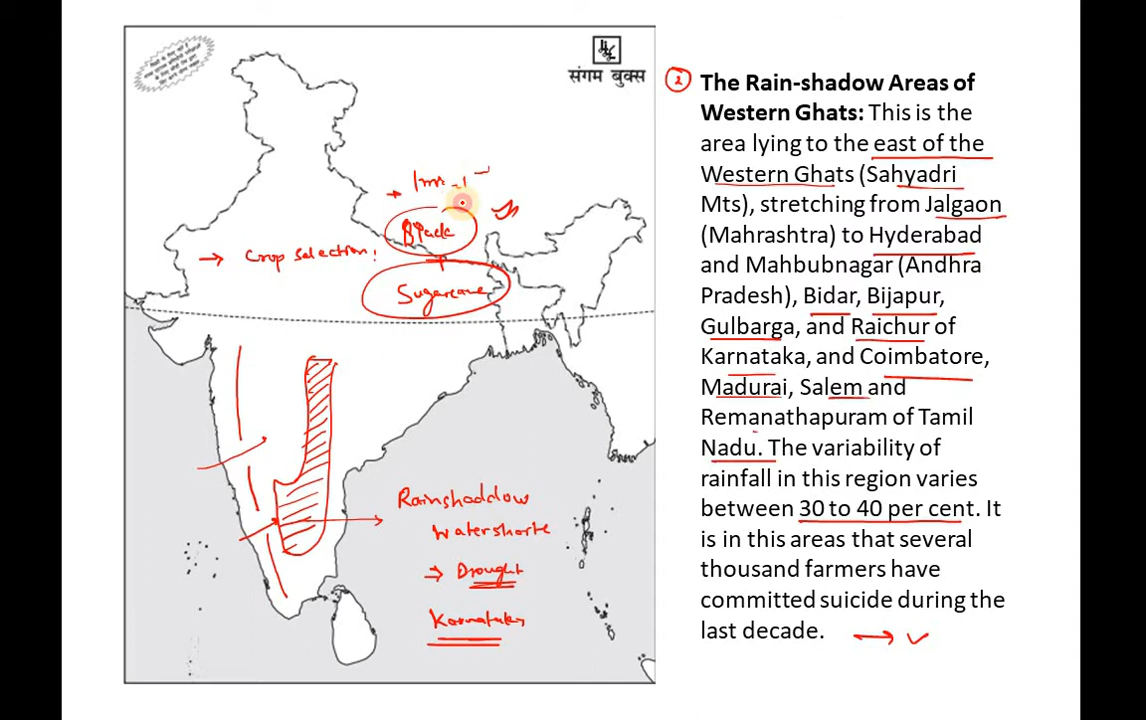 संगम बुक्स
→ Crop selection:
Black
Sugarcane
Rainshaddow
Watershorte
→ Drought
Karnataka
2 The Rain-shadow Areas of
Western Ghats: This is the
area lying to the east of the
Western Ghats (Sahyadri
Mts), stretching from Jalgaon
(Mahrashtra) to Hyderabad
and Mahbubnagar (Andhra
Pradesh), Bidar, Bijapur,
Gulbarga, and Raichur of
Karnataka, and Coimbatore,
Madurai, Salem and
Remanathapuram of Tamil
Nadu. The variability of
rainfall in this region varies
between 30 to 40 per cent. It
is in this areas that several
thousand farmers have
committed suicide during the
last decade. → ✓